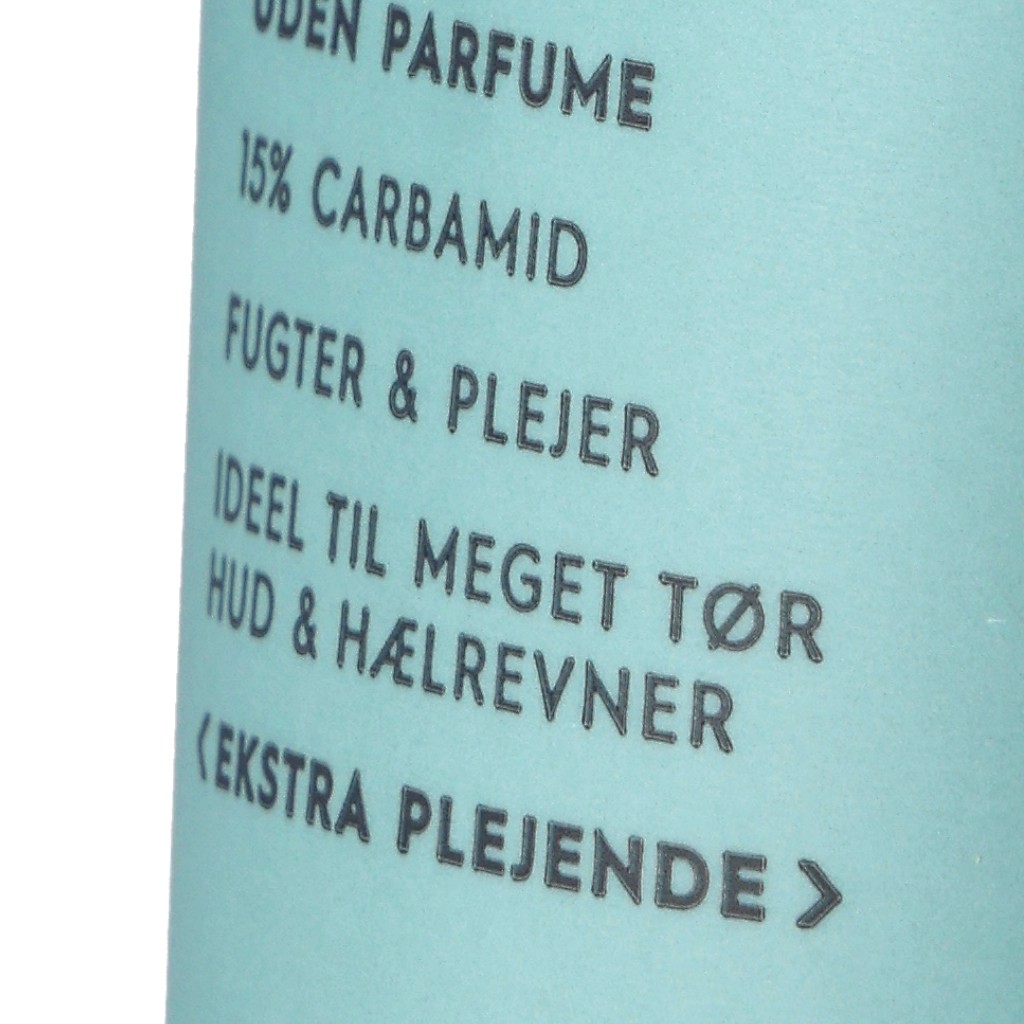 UDEN PARFUME
15% CARBAMID
FUGTER & PLEJER
IDEEL TIL MEGET TØR
HUD & HÆLREVNER
<EKSTRA PLEJENDE>